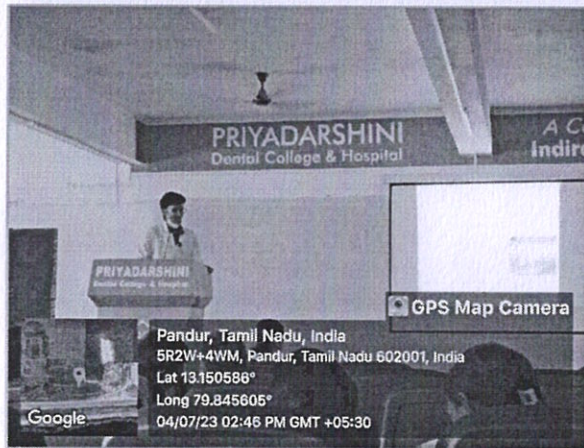 PRIYADARSHINI
Dental College & Hospital
A C
Indira
PRIYADARSHINI
Dental College & Hospital
GPS Map Camera
Pandur, Tamil Nadu, India
5R2W+4WM, Pandur, Tamil Nadu 602001, India
Lat 13.150586°
Long 79.845605°
04/07/23 02:46 PM GMT +05:30
Google